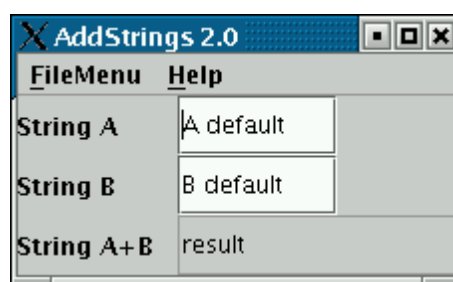 AddStrings 2.0
FileMenu Help
String A A default
String B B default
String A+B result